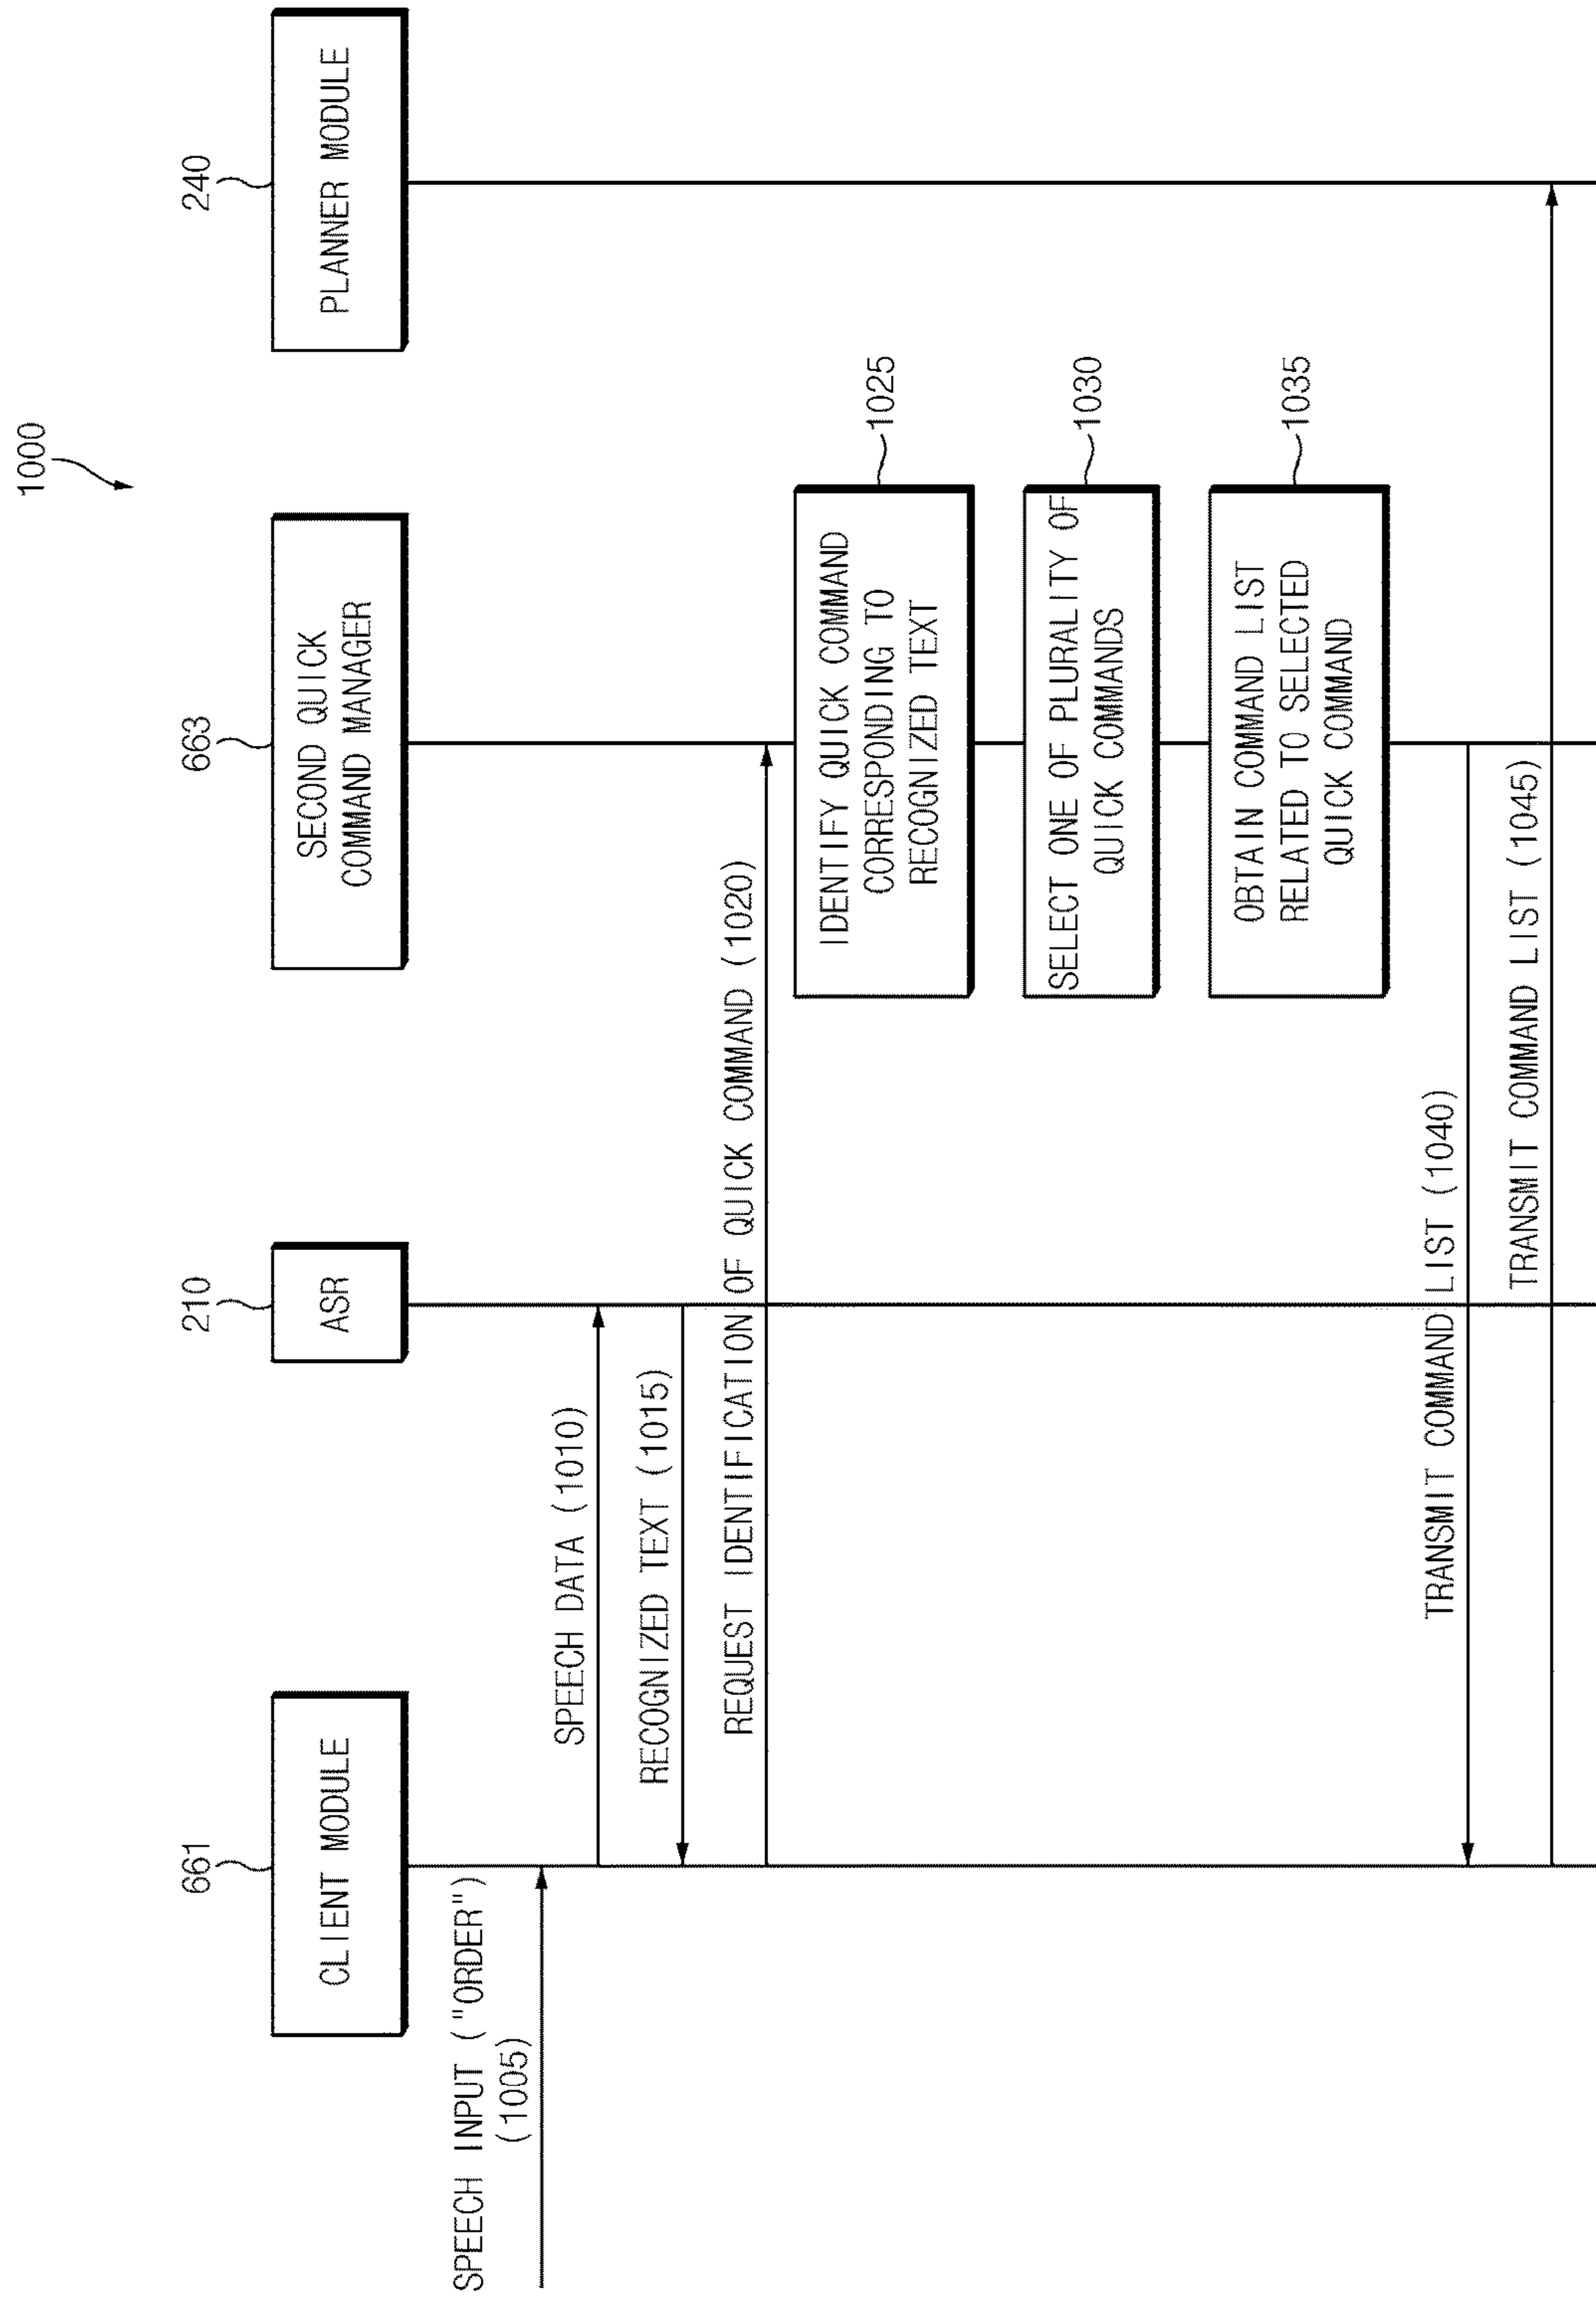 1000
661
210
663
240
CLIENT MODULE
ASR
SECOND QUICK
COMMAND MANAGER
PLANNER MODULE
SPEECH INPUT ("ORDER")
(1005)
SPEECH DATA (1010)
RECOGNIZED TEXT (1015)
REQUEST IDENTIFICATION OF QUICK COMMAND (1020)
IDENTIFY QUICK COMMAND
CORRESPONDING TO
RECOGNIZED TEXT
1025
SELECT ONE OF PLURALITY OF
QUICK COMMANDS
1030
OBTAIN COMMAND LIST
RELATED TO SELECTED
QUICK COMMAND
1035
TRANSMIT COMMAND LIST (1040)
TRANSMIT COMMAND LIST (1045)